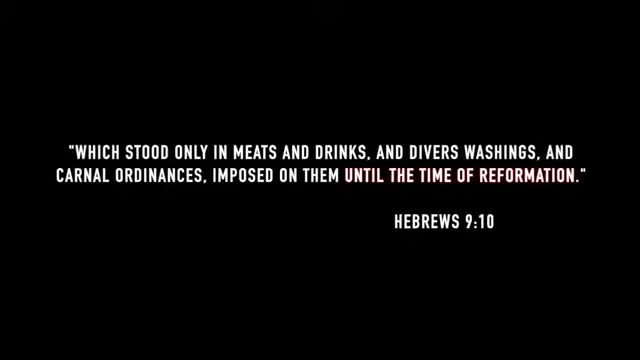 "WHICH STOOD ONLY IN MEATS AND DRINKS, AND DIVERS WASHINGS, AND
CARNAL ORDINANCES, IMPOSED ON THEM UNTIL THE TIME OF REFORMATION."
HEBREWS 9:10